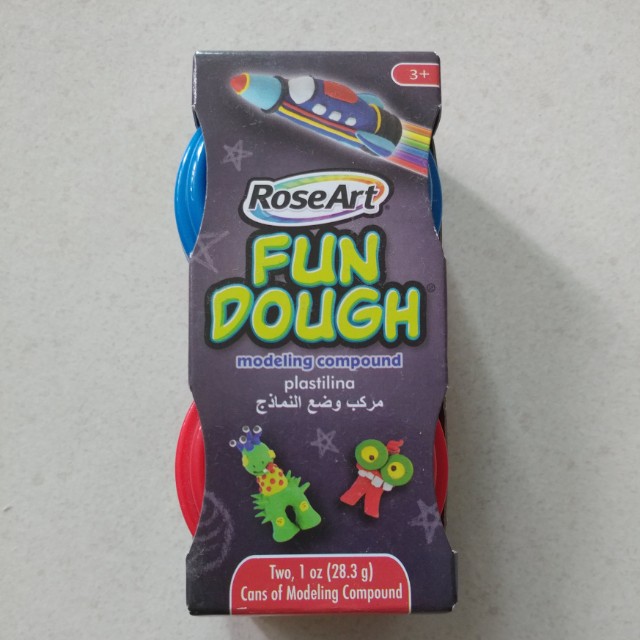 3+
RoseArt®
FUN
DOUGH®
modeling compound
plastilina
مركب وضع النماذج
Two, 1 oz (28.3 g)
Cans of Modeling Compound